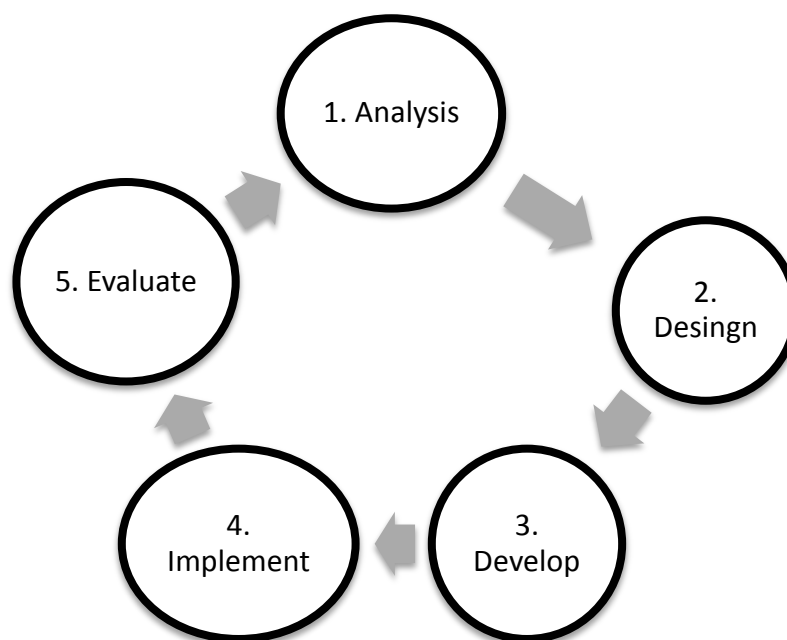 1. Analysis
2.
Desingn
3.
Develop
4.
Implement
5. Evaluate